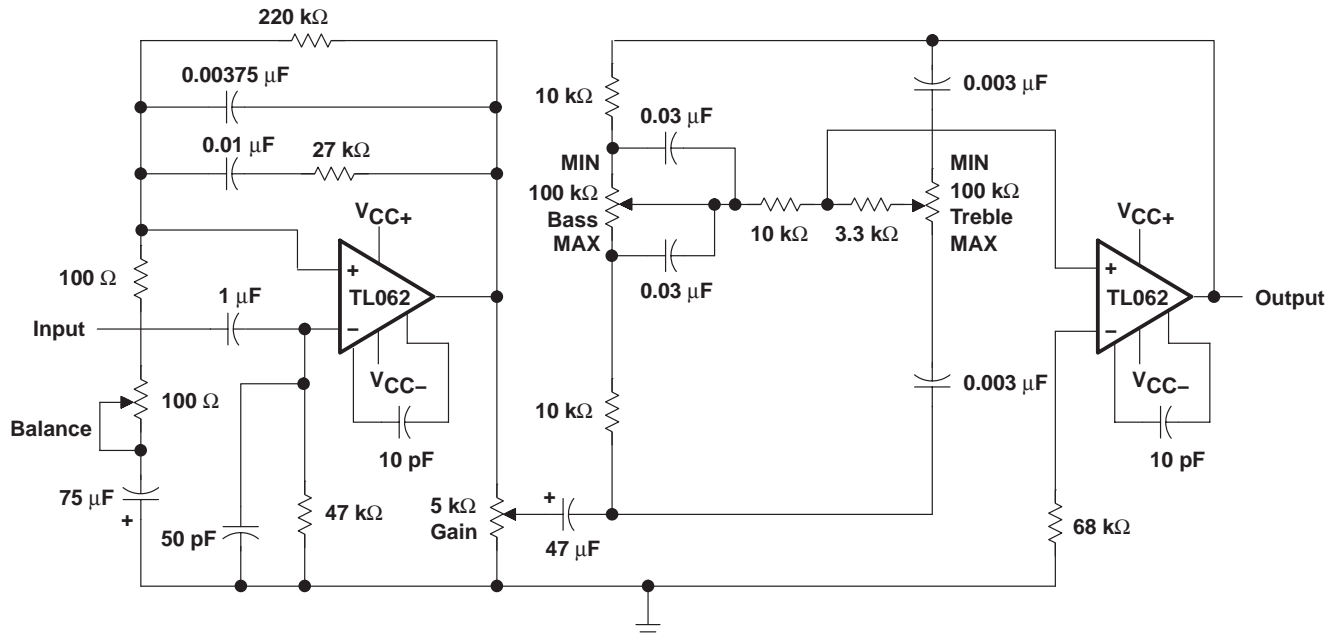 220 kΩ
0.00375 μF
0.01 μF
27 kΩ
100 Ω
VCC+
+
TL062
−
VCC−
10 pF
1 μF
Input
100 Ω
Balance
75 μF
+
50 pF
47 kΩ
5 kΩ
Gain
+
47 μF
10 kΩ
0.03 μF
MIN
100 kΩ
Bass
MAX
0.03 μF
10 kΩ
10 kΩ
3.3 kΩ
0.003 μF
MIN
100 kΩ
Treble
MAX
0.003 μF
VCC+
+
TL062
−
VCC−
10 pF
Output
68 kΩ